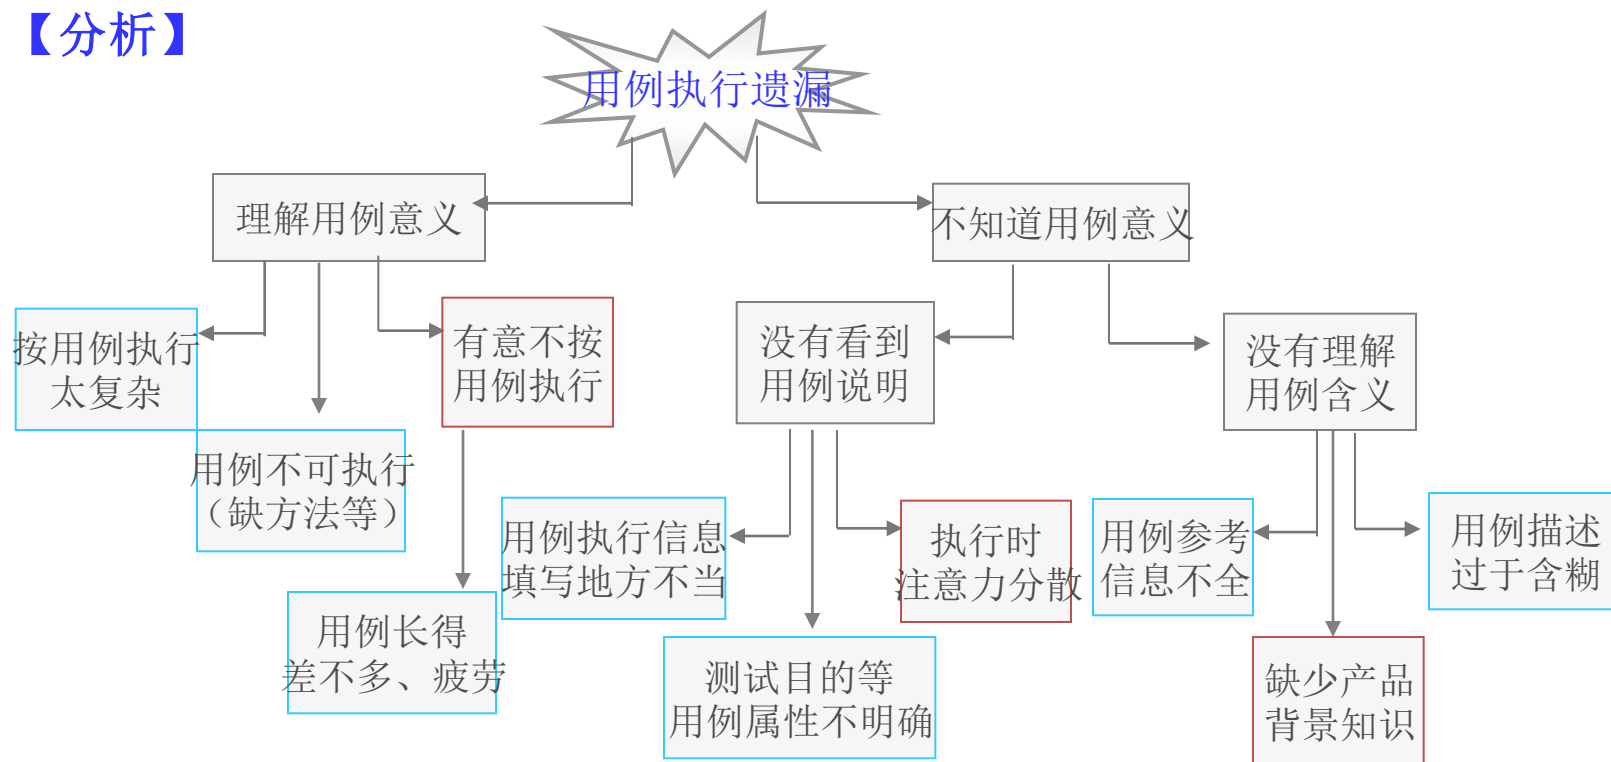 【分析】
用例执行遗漏
理解用例意义
不知道用例意义
按用例执行
太复杂
有意不按
用例执行
没有看到
用例说明
没有理解
用例含义
用例不可执行
（缺方法等）
用例执行信息
填写地方不当
执行时
注意力分散
用例参考
信息不全
用例描述
过于含糊
用例长得
差不多、疲劳
测试目的等
用例属性不明确
缺少产品
背景知识